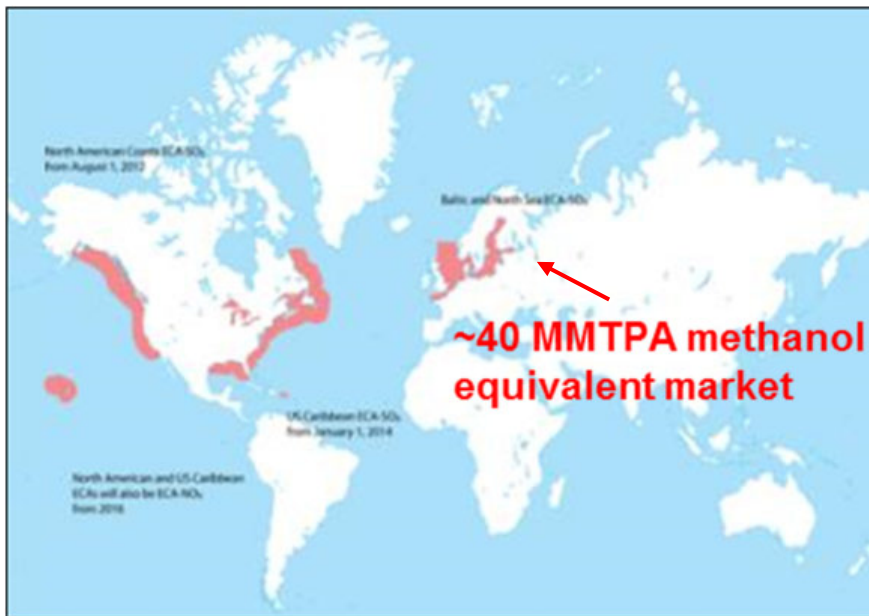 North American Coasts ECA-SOx
from August 1, 2012
Baltic and North Sea ECA-SOx
~40 MMTPA methanol
equivalent market
US Caribbean ECA-SOx
from January 1, 2014
North American and US Caribbean
ECAs will also be ECA-NOx
from 2016